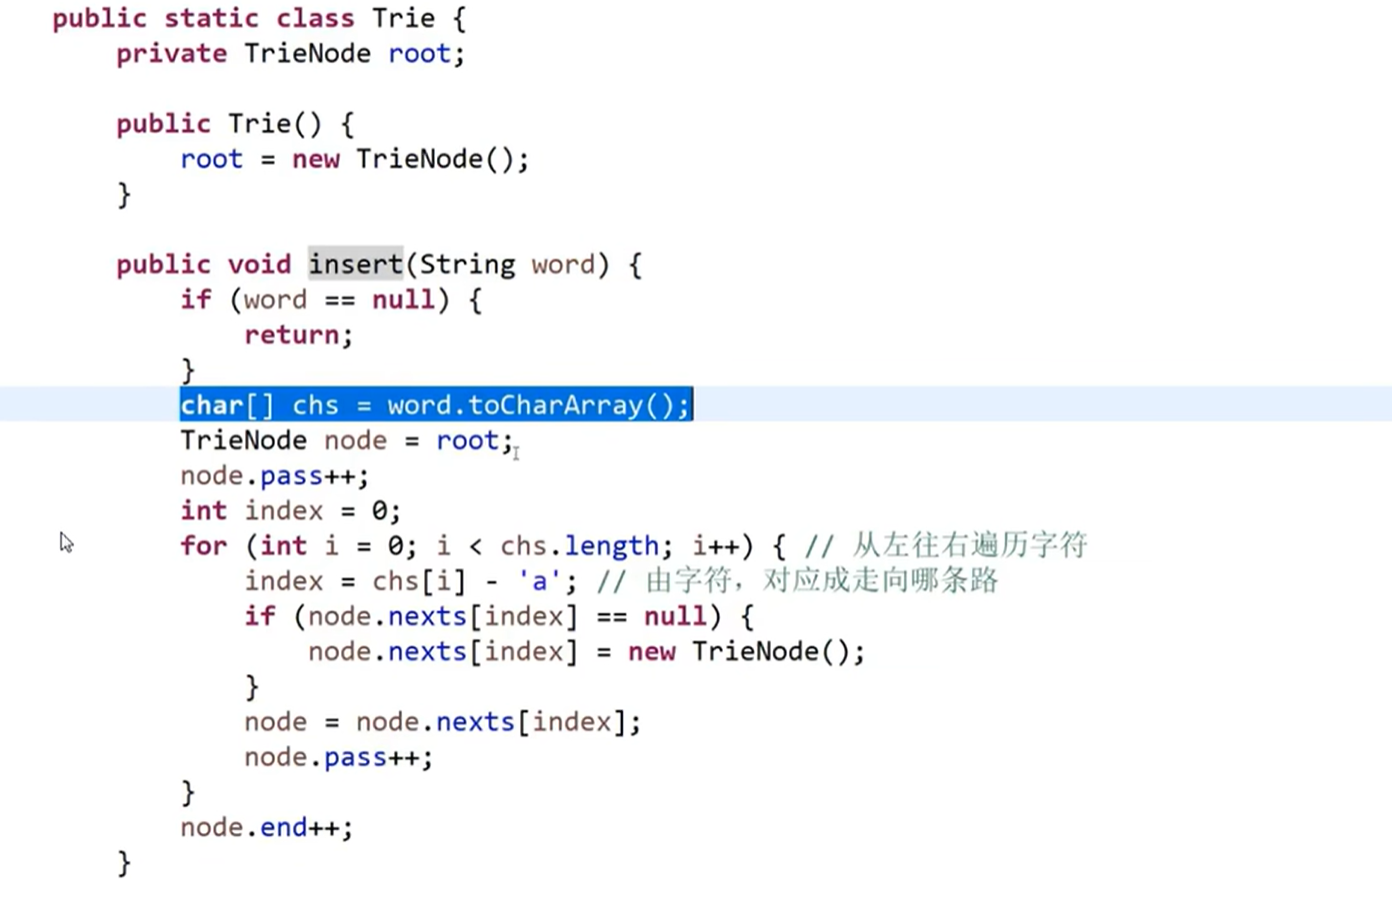 public static class Trie {
private TrieNode root;
public Trie() {
root = new TrieNode();
}
public void insert(String word) {
if (word == null) {
return;
}
char[] chs = word.toCharArray();
TrieNode node = root;
node.pass++;
int index = 0;
for (int i = 0; i < chs.length; i++) { // 从左往右遍历字符
index = chs[i] - 'a'; // 由字符，对应成走向哪条路
if (node.nexts[index] == null) {
node.nexts[index] = new TrieNode();
}
node = node.nexts[index];
node.pass++;
}
node.end++;
}